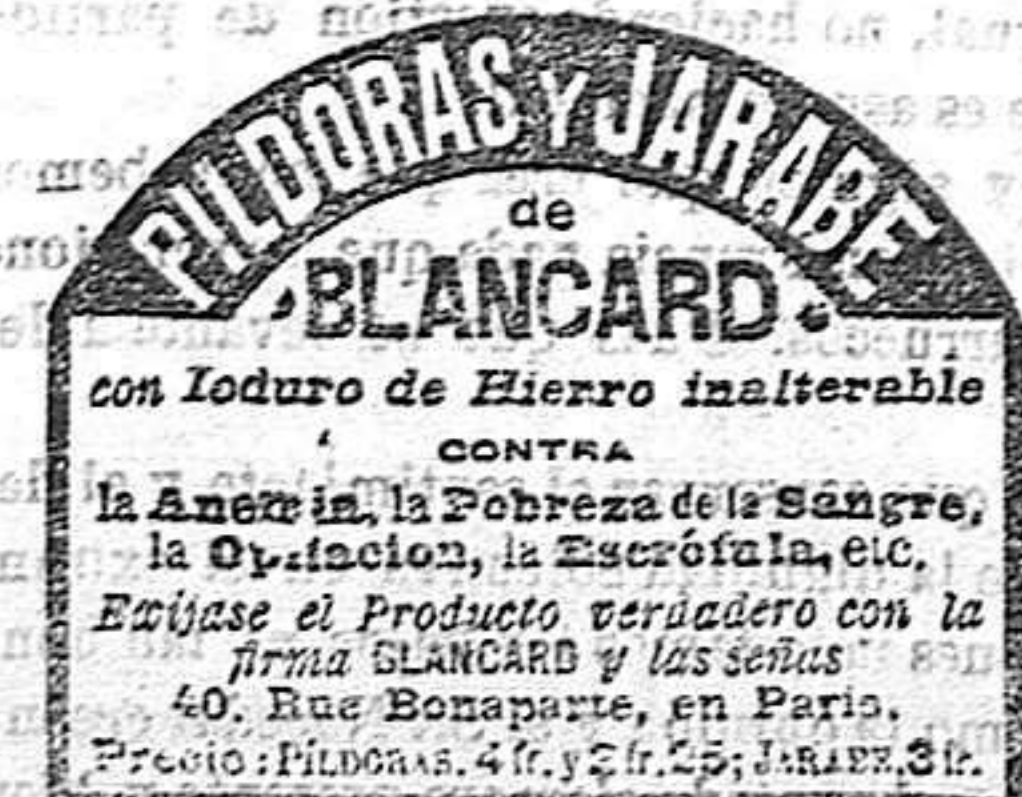 PILDORAS Y JARABE
de
BLANCARD
con Ioduro de Hierro inalterable
CONTRA
la Anemia, la Pobreza de la Sangre,
la Opilacion, la Escrófula, etc.
Exijase el Producto verdadero con la
firma BLANCARD y las señas
40, Rue Bonaparte, en Paris.
Precio: PÍLDORAS, 4 fr. y 2 fr. 25; JARABE, 3 fr.